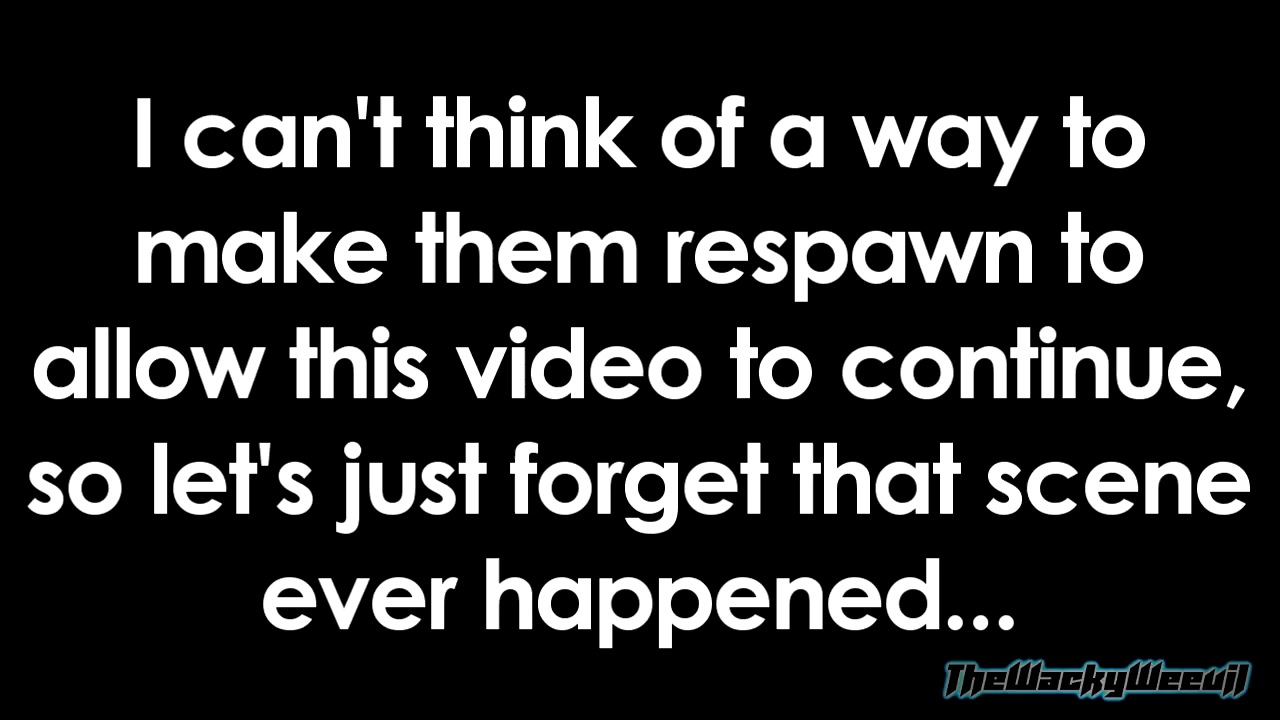 I can't think of a way to
make them respawn to
allow this video to continue,
so let's just forget that scene
ever happened...
TheWackyWeevil